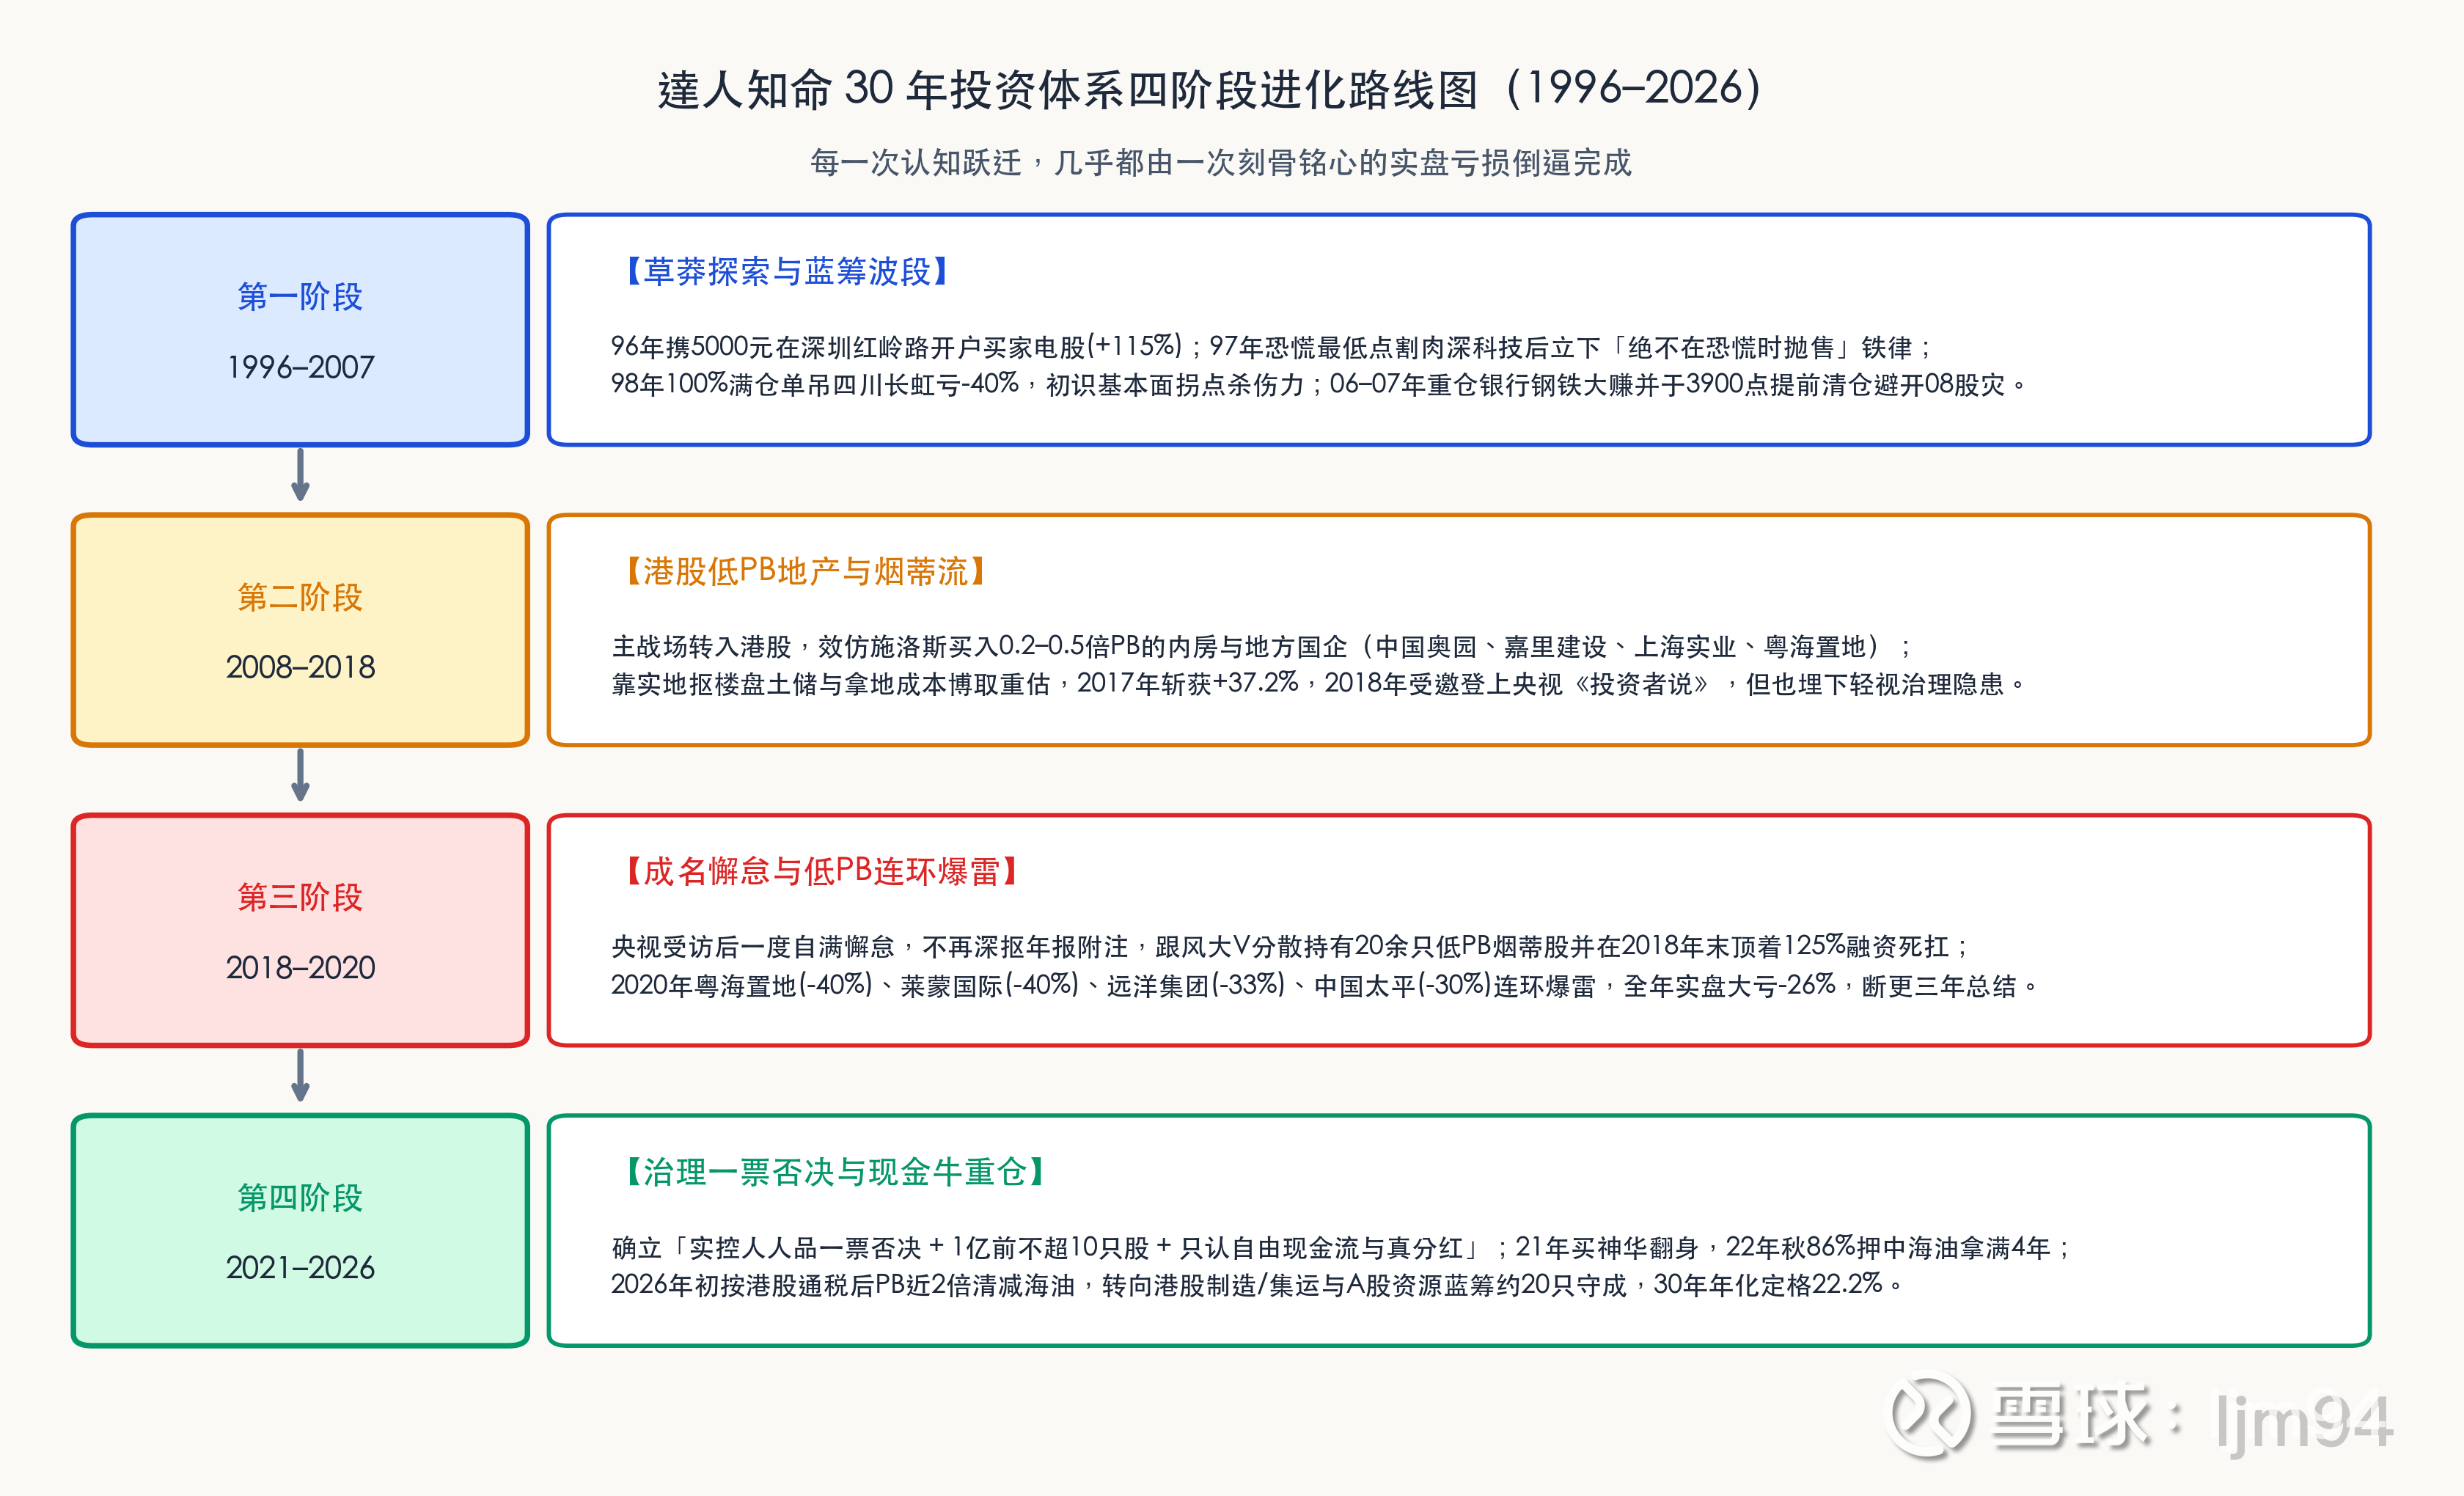 達人知命 30 年投资体系四阶段进化路线图（1996–2026）
每一次认知跃迁，几乎都由一次刻骨铭心的实盘亏损倒逼完成
第一阶段
1996–2007
【草莽探索与蓝筹波段】
96年携5000元在深圳红岭路开户买家电股(+115%)；97年恐慌最低点割肉深科技后立下「绝不在恐慌时抛售」铁律；
98年100%满仓单吊四川长虹亏-40%，初识基本面拐点杀伤力；06–07年重仓银行钢铁大赚并于3900点提前清仓避开08股灾。
第二阶段
2008–2018
【港股低PB地产与烟蒂流】
主战场转入港股，效仿施洛斯买入0.2–0.5倍PB的内房与地方国企（中国奥园、嘉里建设、上海实业、粤海置地）；
靠实地抠楼盘土储与拿地成本博取重估，2017年斩获+37.2%，2018年受邀登上央视《投资者说》，但也埋下轻视治理隐患。
第三阶段
2018–2020
【成名懈怠与低PB连环爆雷】
央视受访后一度自满懈怠，不再深抠年报附注，跟风大V分散持有20余只低PB烟蒂股并在2018年末顶着125%融资死扛；
2020年粤海置地(-40%)、莱蒙国际(-40%)、远洋集团(-33%)、中国太平(-30%)连环爆雷，全年实盘大亏-26%，断更三年总结。
第四阶段
2021–2026
【治理一票否决与现金牛重仓】
确立「实控人人品一票否决 + 1亿前不超10只股 + 只认自由现金流与真分红」；21年买神华翻身，22年秋86%押中海油拿满4年；
2026年初按港股通税后PB近2倍清减海油，转向港股制造/集运与A股资源蓝筹约20只守成，30年年化定格22.2%。
雪球：ljm94